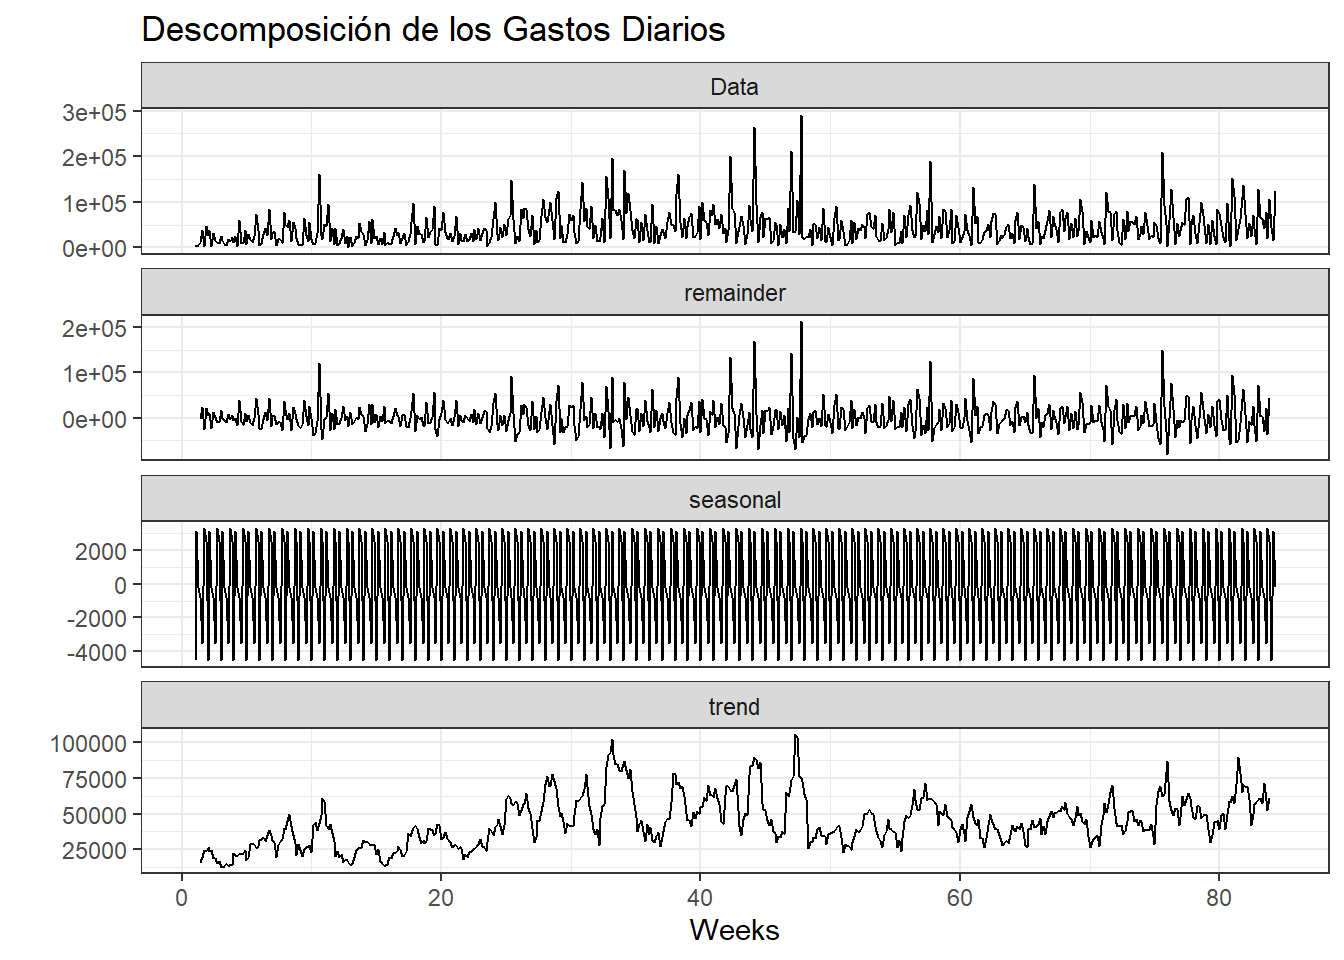 Descomposición de los Gastos Diarios
Data
3e+05
2e+05
1e+05
0e+00
remainder
2e+05
1e+05
0e+00
seasonal
2000
0
-2000
-4000
trend
100000
75000
50000
25000
0 20 40 60 80
Weeks